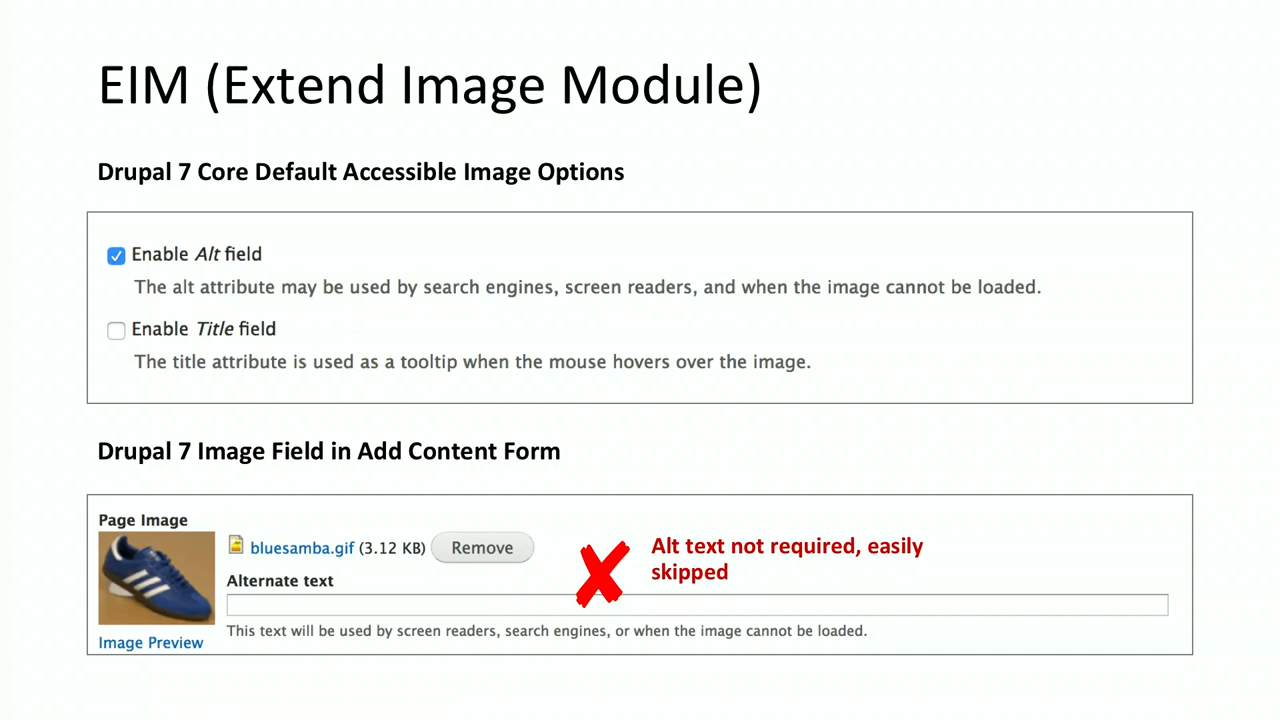 EIM (Extend Image Module)
Drupal 7 Core Default Accessible Image Options
Enable Alt field
The alt attribute may be used by search engines, screen readers, and when the image cannot be loaded.
Enable Title field
The title attribute is used as a tooltip when the mouse hovers over the image.
Drupal 7 Image Field in Add Content Form
Page Image
bluesamba.gif (3.12 KB) Remove
Alt text not required, easily
skipped
Alternate text
This text will be used by screen readers, search engines, or when the image cannot be loaded.
Image Preview